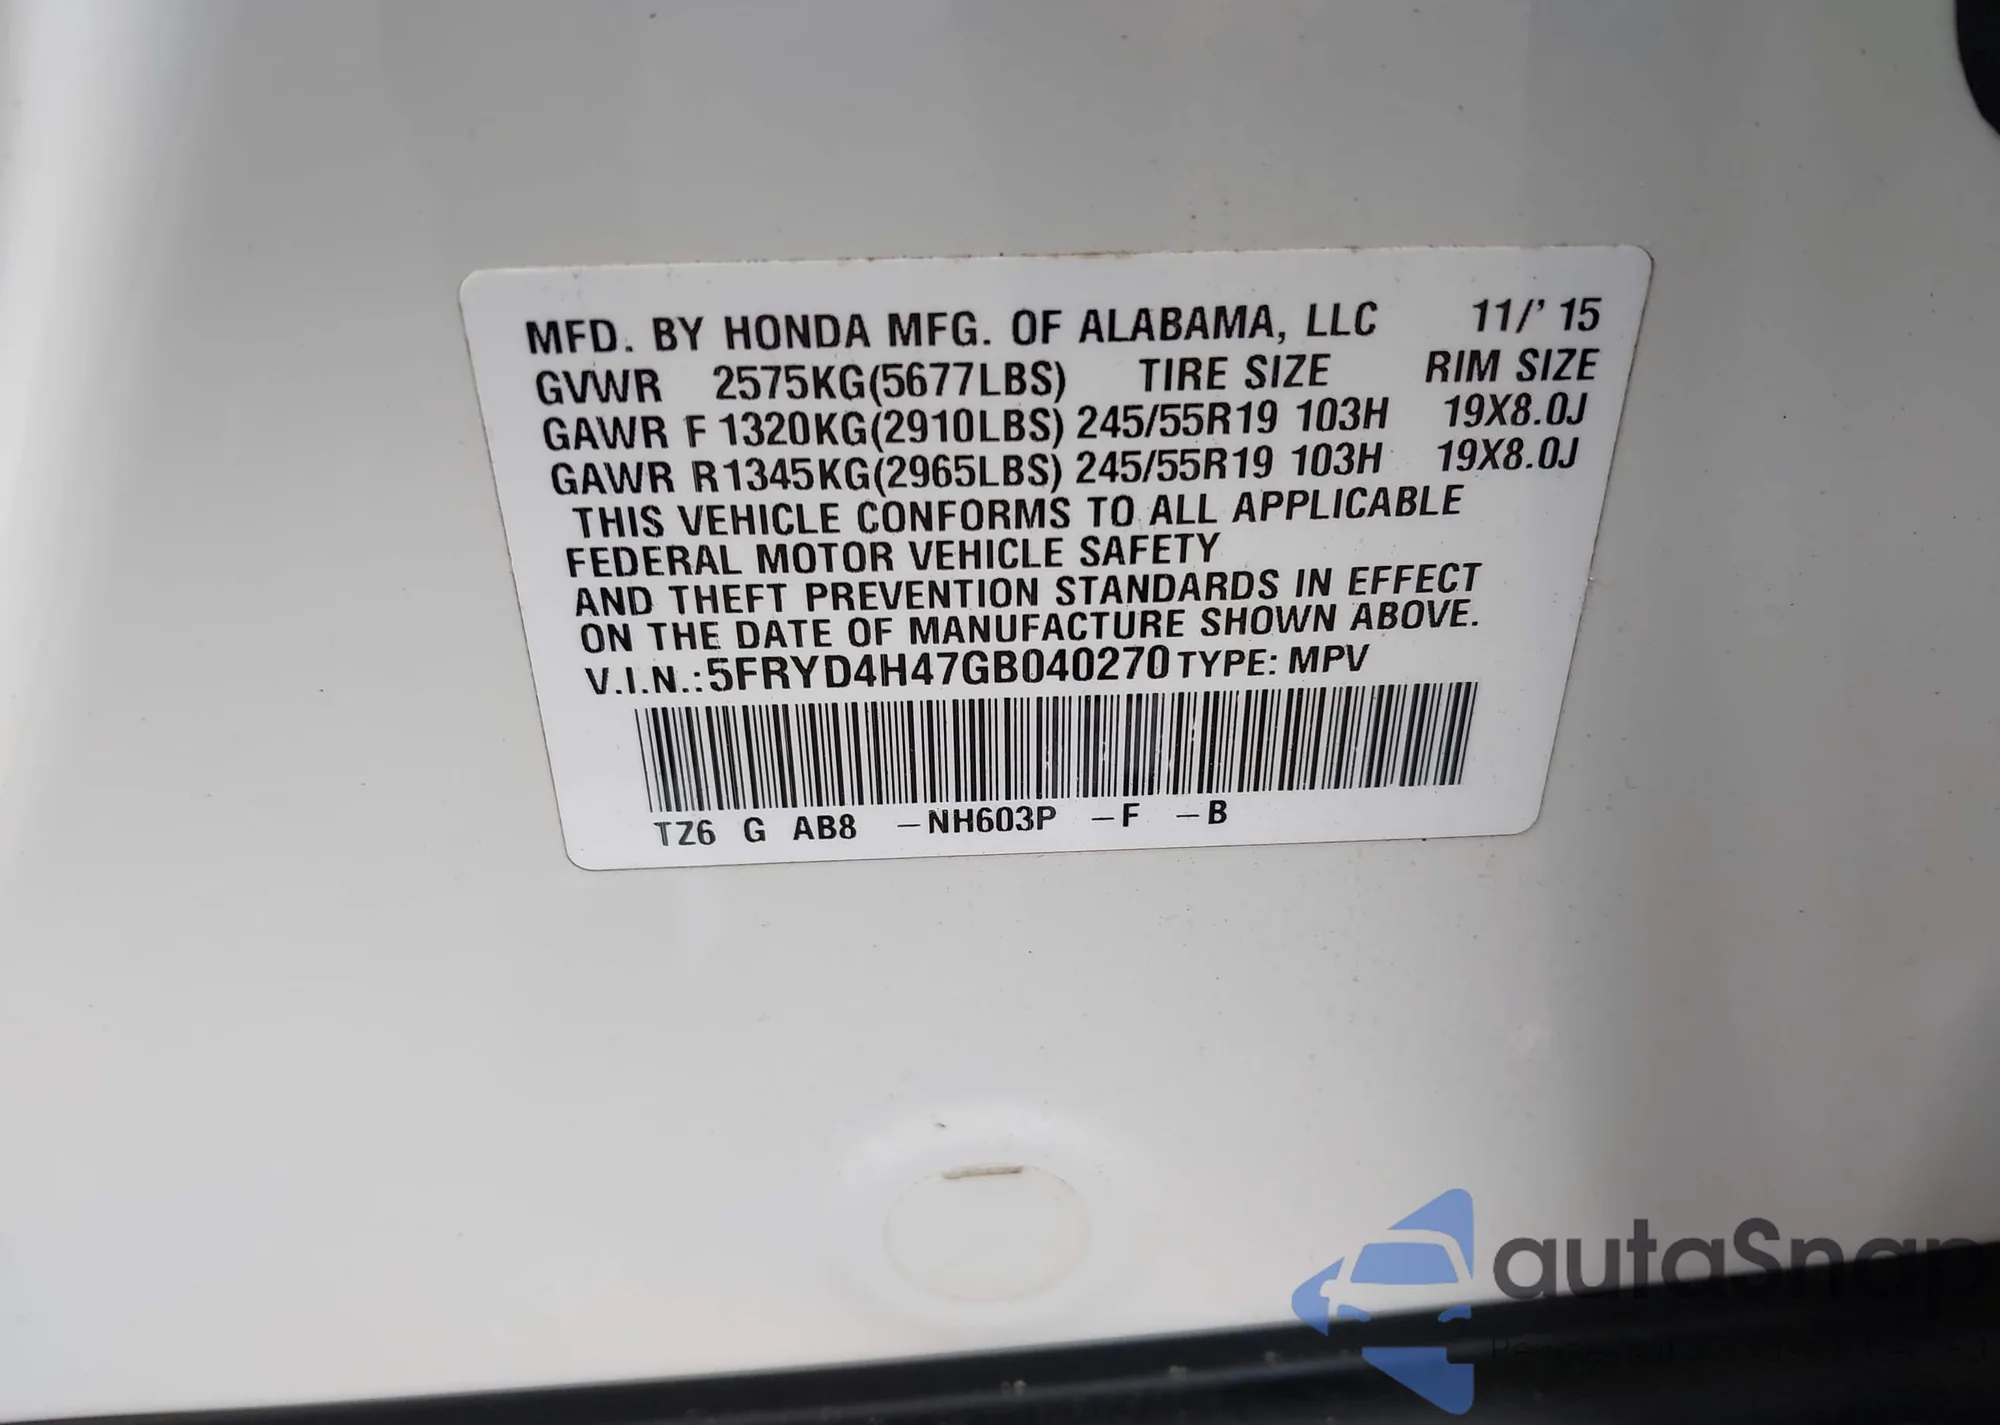 MFD. BY HONDA MFG. OF ALABAMA, LLC 11/' 15
GVWR 2575KG(5677LBS) TIRE SIZE RIM SIZE
GAWR F 1320KG(2910LBS) 245/55R19 103H 19X8.0J
GAWR R1345KG(2965LBS) 245/55R19 103H 19X8.0J
THIS VEHICLE CONFORMS TO ALL APPLICABLE
FEDERAL MOTOR VEHICLE SAFETY
AND THEFT PREVENTION STANDARDS IN EFFECT
ON THE DATE OF MANUFACTURE SHOWN ABOVE.
V.I.N.:5FRYD4H47GB040270 TYPE: MPV
TZ6 G AB8 –NH603P –F –B
autaSnap